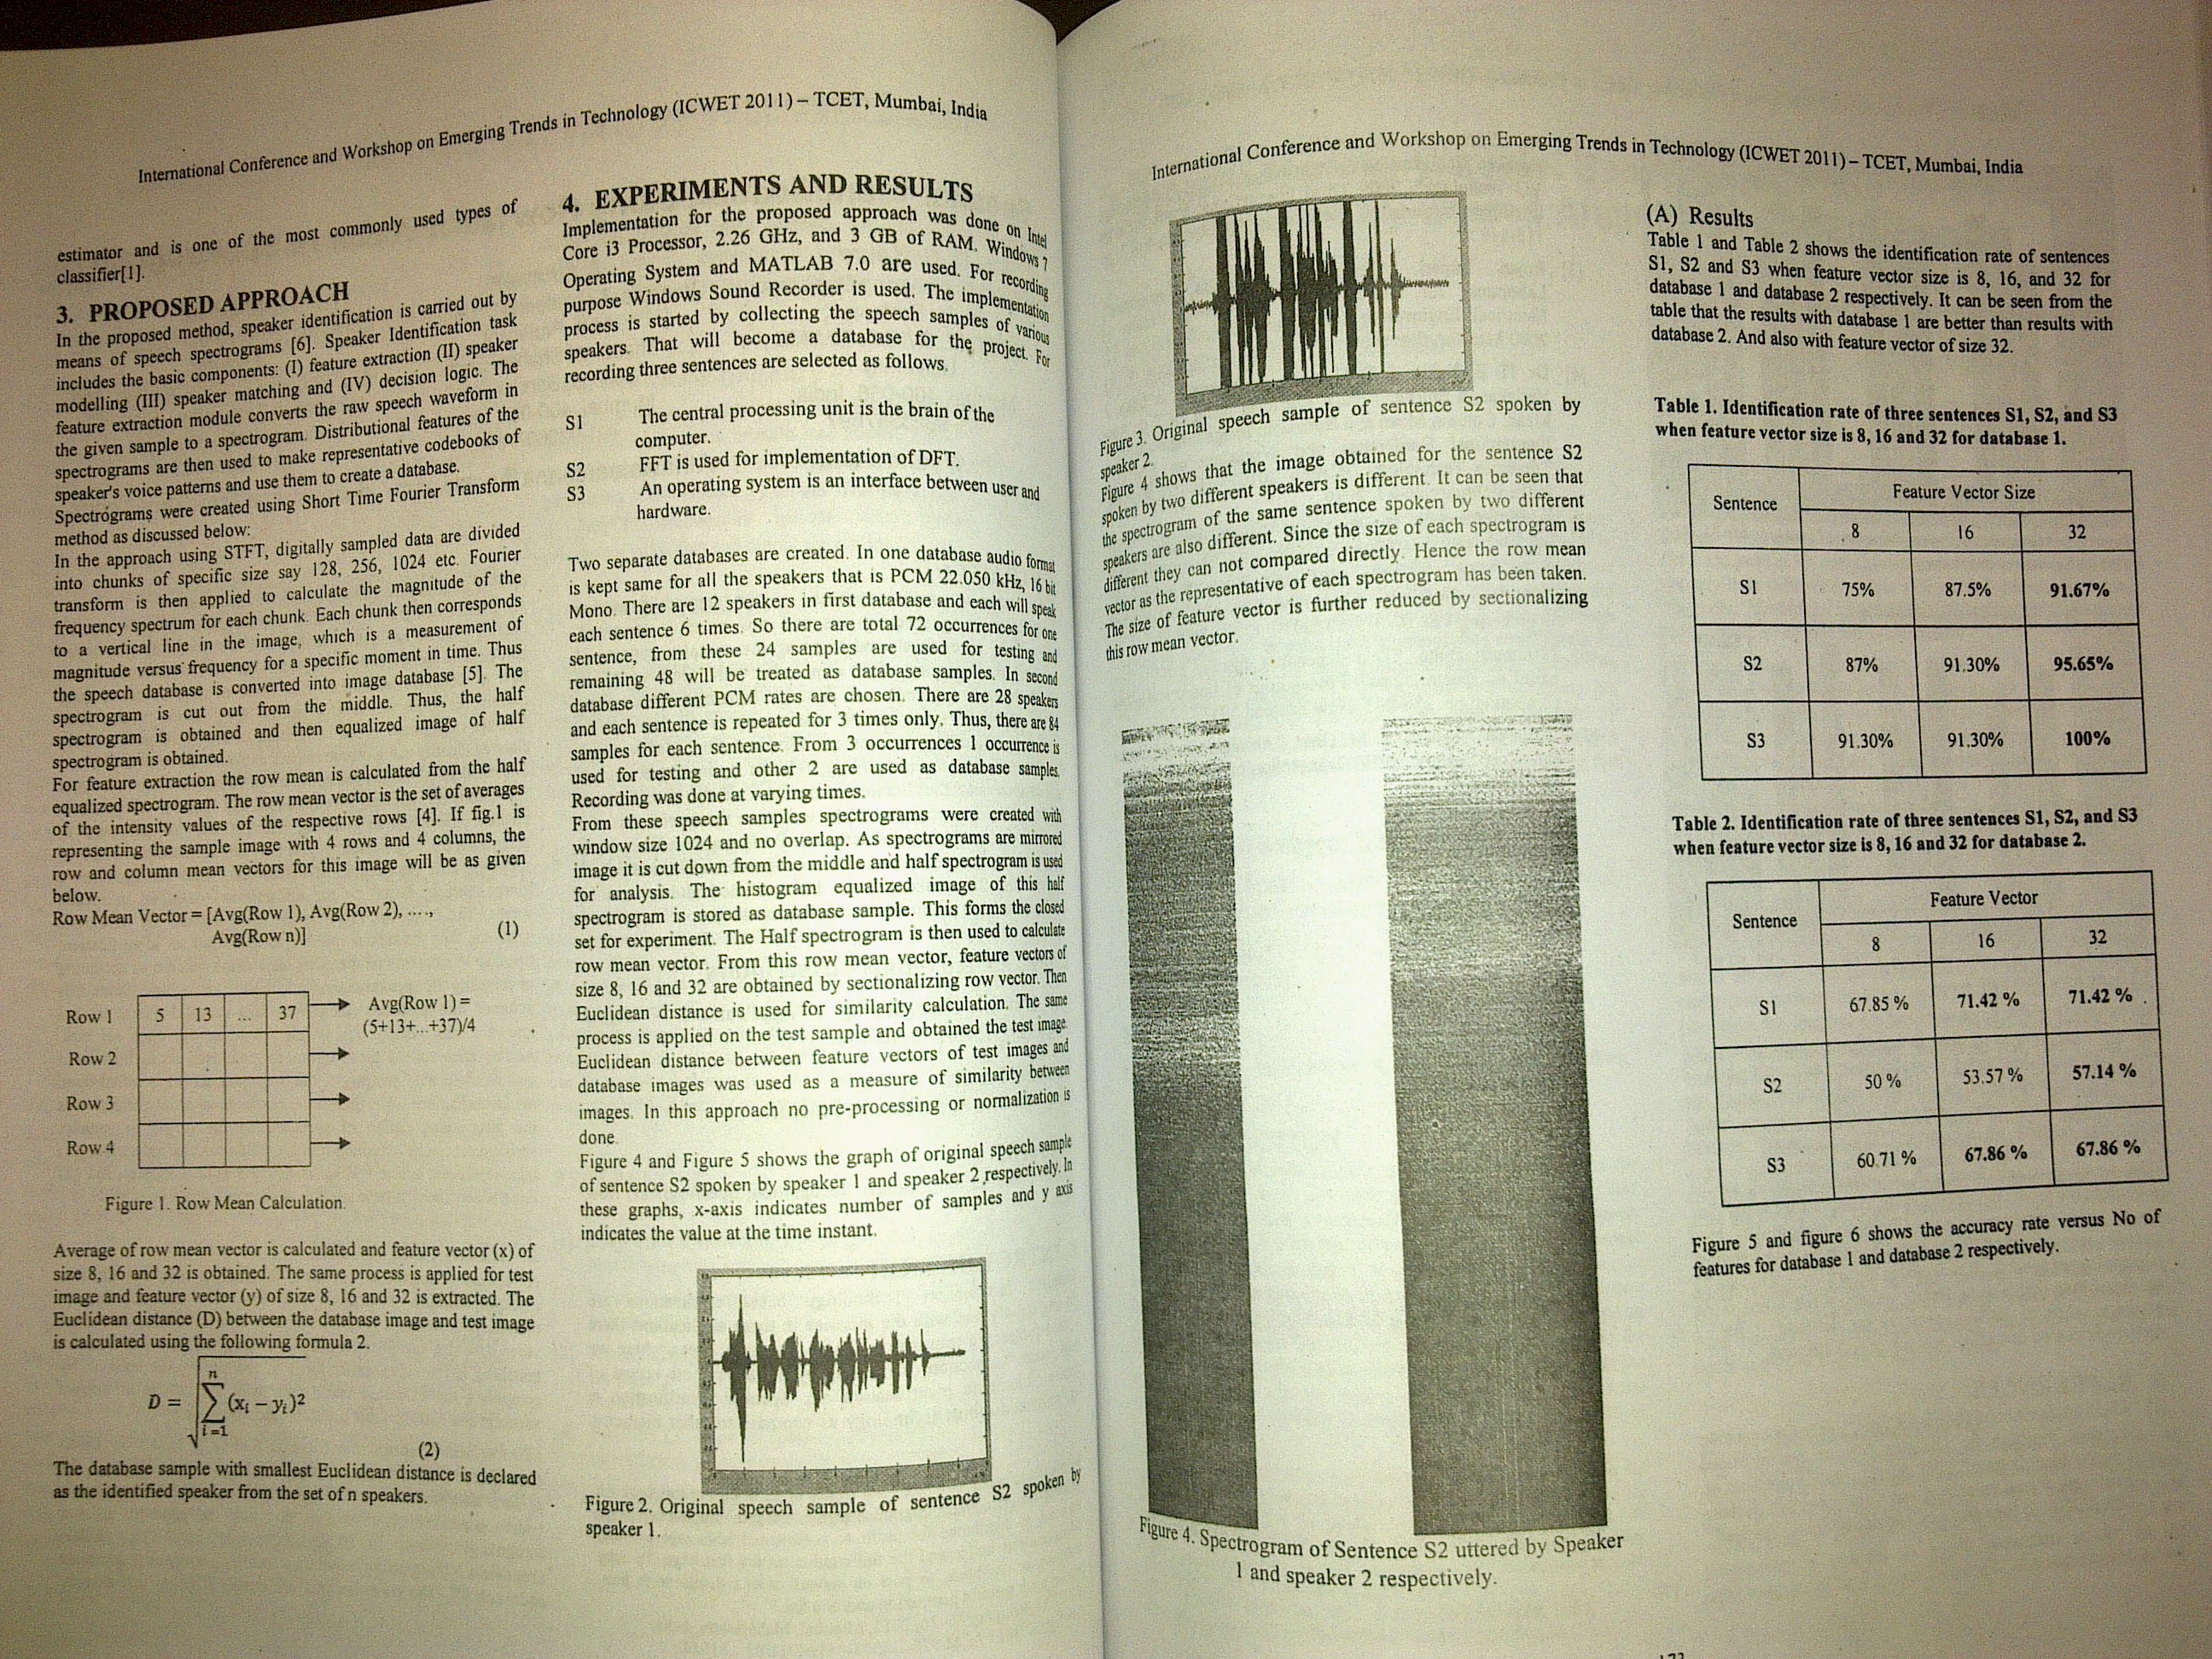 International Conference and Workshop on Emerging Trends in Technology (ICWET 2011) – TCET, Mumbai, India
estimator and is one of the most commonly used types of
classifier[1].
3. PROPOSED APPROACH
In the proposed method, speaker identification is carried out by
means of speech spectrograms [6]. Speaker Identification task
includes the basic components: (I) feature extraction (II) speaker
modelling (III) speaker matching and (IV) decision logic. The
feature extraction module converts the raw speech waveform in
the given sample to a spectrogram. Distributional features of the
spectrograms are then used to make representative codebooks of
speaker's voice patterns and use them to create a database.
Spectrograms were created using Short Time Fourier Transform
method as discussed below:
In the approach using STFT, digitally sampled data are divided
into chunks of specific size say 128, 256, 1024 etc. Fourier
transform is then applied to calculate the magnitude of the
frequency spectrum for each chunk. Each chunk then corresponds
to a vertical line in the image, which is a measurement of
magnitude versus frequency for a specific moment in time. Thus
the speech database is converted into image database [5]. The
spectrogram is cut out from the middle. Thus, the half
spectrogram is obtained and then equalized image of half
spectrogram is obtained.
For feature extraction the row mean is calculated from the half
equalized spectrogram. The row mean vector is the set of averages
of the intensity values of the respective rows [4]. If fig.1 is
representing the sample image with 4 rows and 4 columns, the
row and column mean vectors for this image will be as given
below.
Row Mean Vector = [Avg(Row 1), Avg(Row 2), ....,
Avg(Row n)] (1)
Row 1 5 13 ... 37 Avg(Row 1) =
(5+13+...+37)/4
Row 2
Row 3
Row 4
Figure 1. Row Mean Calculation.
Average of row mean vector is calculated and feature vector (x) of
size 8, 16 and 32 is obtained. The same process is applied for test
image and feature vector (y) of size 8, 16 and 32 is extracted. The
Euclidean distance (D) between the database image and test image
is calculated using the following formula 2.
D = √ n ∑ i=1 (xᵢ − yᵢ)²
(2)
The database sample with smallest Euclidean distance is declared
as the identified speaker from the set of n speakers.
4. EXPERIMENTS AND RESULTS
Implementation for the proposed approach was done on Intel
Core i3 Processor, 2.26 GHz, and 3 GB of RAM. Windows 7
Operating System and MATLAB 7.0 are used. For recording
purpose Windows Sound Recorder is used. The implementation
process is started by collecting the speech samples of various
speakers. That will become a database for the project. For
recording three sentences are selected as follows.
S1 The central processing unit is the brain of the
computer.
S2 FFT is used for implementation of DFT.
S3 An operating system is an interface between user and
hardware.
Two separate databases are created. In one database audio format
is kept same for all the speakers that is PCM 22.050 kHz, 16 bit
Mono. There are 12 speakers in first database and each will speak
each sentence 6 times. So there are total 72 occurrences for one
sentence, from these 24 samples are used for testing and
remaining 48 will be treated as database samples. In second
database different PCM rates are chosen. There are 28 speakers
and each sentence is repeated for 3 times only. Thus, there are 84
samples for each sentence. From 3 occurrences 1 occurrence is
used for testing and other 2 are used as database samples.
Recording was done at varying times.
From these speech samples spectrograms were created with
window size 1024 and no overlap. As spectrograms are mirrored
image it is cut down from the middle and half spectrogram is used
for analysis. The histogram equalized image of this half
spectrogram is stored as database sample. This forms the closed
set for experiment. The Half spectrogram is then used to calculate
row mean vector. From this row mean vector, feature vectors of
size 8, 16 and 32 are obtained by sectionalizing row vector. Then
Euclidean distance is used for similarity calculation. The same
process is applied on the test sample and obtained the test image.
Euclidean distance between feature vectors of test images and
database images was used as a measure of similarity between
images. In this approach no pre-processing or normalization is
done.
Figure 4 and Figure 5 shows the graph of original speech sample
of sentence S2 spoken by speaker 1 and speaker 2 respectively. In
these graphs, x-axis indicates number of samples and y axis
indicates the value at the time instant.
Figure 2. Original speech sample of sentence S2 spoken by
speaker 1.
International Conference and Workshop on Emerging Trends in Technology (ICWET 2011) – TCET, Mumbai, India
Figure 3. Original speech sample of sentence S2 spoken by
speaker 2.
Figure 4 shows that the image obtained for the sentence S2
spoken by two different speakers is different. It can be seen that
the spectrogram of the same sentence spoken by two different
speakers are also different. Since the size of each spectrogram is
different they can not compared directly. Hence the row mean
vector as the representative of each spectrogram has been taken.
The size of feature vector is further reduced by sectionalizing
this row mean vector.
Figure 4. Spectrogram of Sentence S2 uttered by Speaker
1 and speaker 2 respectively.
(A) Results
Table 1 and Table 2 shows the identification rate of sentences
S1, S2 and S3 when feature vector size is 8, 16, and 32 for
database 1 and database 2 respectively. It can be seen from the
table that the results with database 1 are better than results with
database 2. And also with feature vector of size 32.
Table 1. Identification rate of three sentences S1, S2, and S3
when feature vector size is 8, 16 and 32 for database 1.
Sentence Feature Vector Size
8 16 32
S1 75% 87.5% 91.67%
S2 87% 91.30% 95.65%
S3 91.30% 91.30% 100%
Table 2. Identification rate of three sentences S1, S2, and S3
when feature vector size is 8, 16 and 32 for database 2.
Sentence Feature Vector
8 16 32
S1 67.85 % 71.42 % 71.42 %
S2 50 % 53.57 % 57.14 %
S3 60.71 % 67.86 % 67.86 %
Figure 5 and figure 6 shows the accuracy rate versus No of
features for database 1 and database 2 respectively.